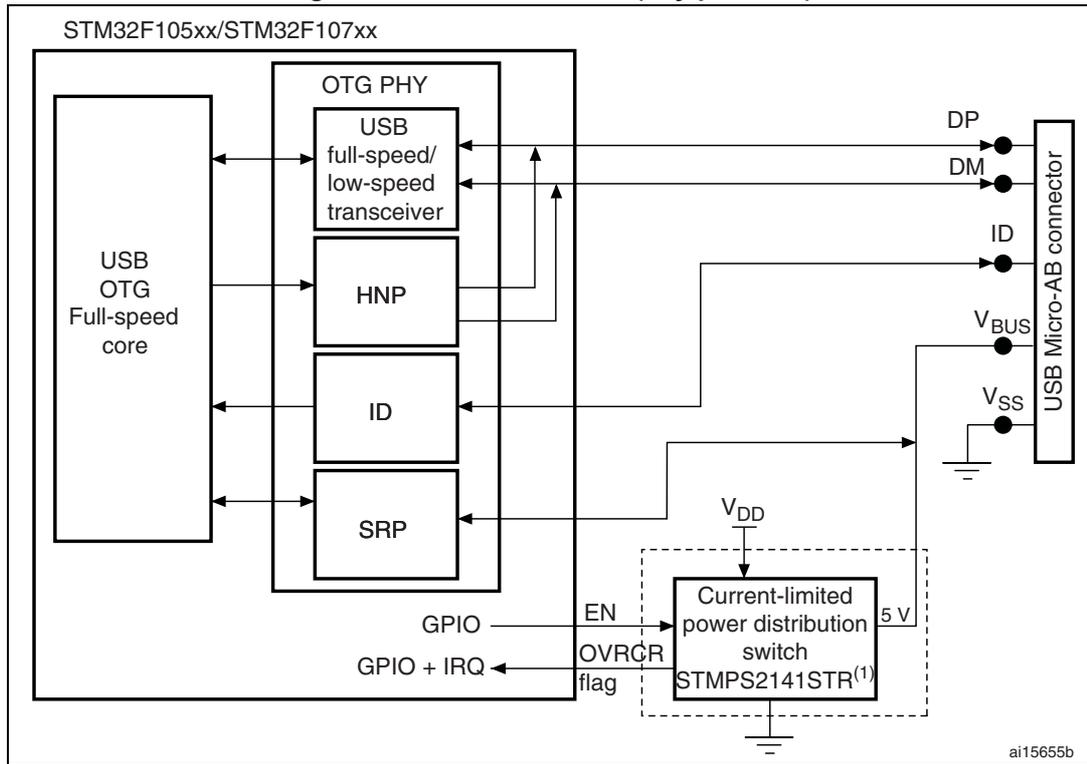 STM32F105xx/STM32F107xx
OTG PHY
USB
full-speed/
low-speed
transceiver
HNP
ID
SRP
USB
OTG
Full-speed
core
DP
DM
ID
VBUS
VSS
USB Micro-AB connector
VDD
Current-limited
power distribution
switch
STMPS2141STR(1)
5 V
GPIO
EN
GPIO + IRQ
OVRCR
flag
ai15655b